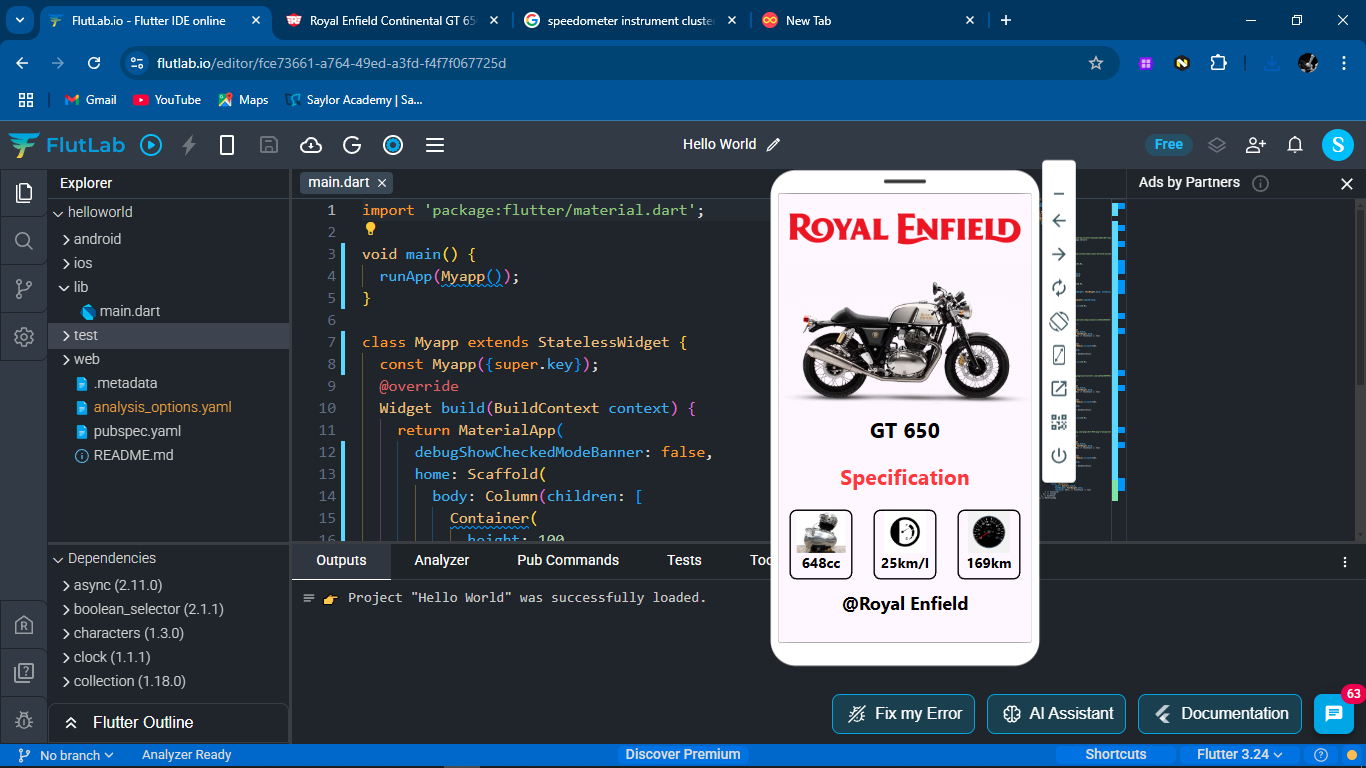 FlutLab.io - Flutter IDE online
Royal Enfield Continental GT 65
speedometer instrument cluste
New Tab
flutlab.io/editor/fce73661-a764-49ed-a3fd-f4f7f067725d
Gmail
YouTube
Maps
Saylor Academy | Sa...
FlutLab
Hello World
Free
S
Explorer
main.dart
Ads by Partners
helloworld
android
ios
lib
main.dart
test
web
.metadata
analysis_options.yaml
pubspec.yaml
README.md
1 import 'package:flutter/material.dart';
2
3 void main() {
4 runApp(Myapp());
5 }
6
7 class Myapp extends StatelessWidget {
8 const Myapp({super.key});
9 @override
10 Widget build(BuildContext context) {
11 return MaterialApp(
12 debugShowCheckedModeBanner: false,
13 home: Scaffold(
14 body: Column(children: [
15 Container(
16 height: 100
ROYAL ENFIELD
GT 650
Specification
648cc
25km/l
169km
@Royal Enfield
Dependencies
async (2.11.0)
boolean_selector (2.1.1)
characters (1.3.0)
clock (1.1.1)
collection (1.18.0)
Flutter Outline
Outputs
Analyzer
Pub Commands
Tests
Too
Project "Hello World" was successfully loaded.
Fix my Error
AI Assistant
Documentation
63
No branch
Analyzer Ready
Discover Premium
Shortcuts
Flutter 3.24